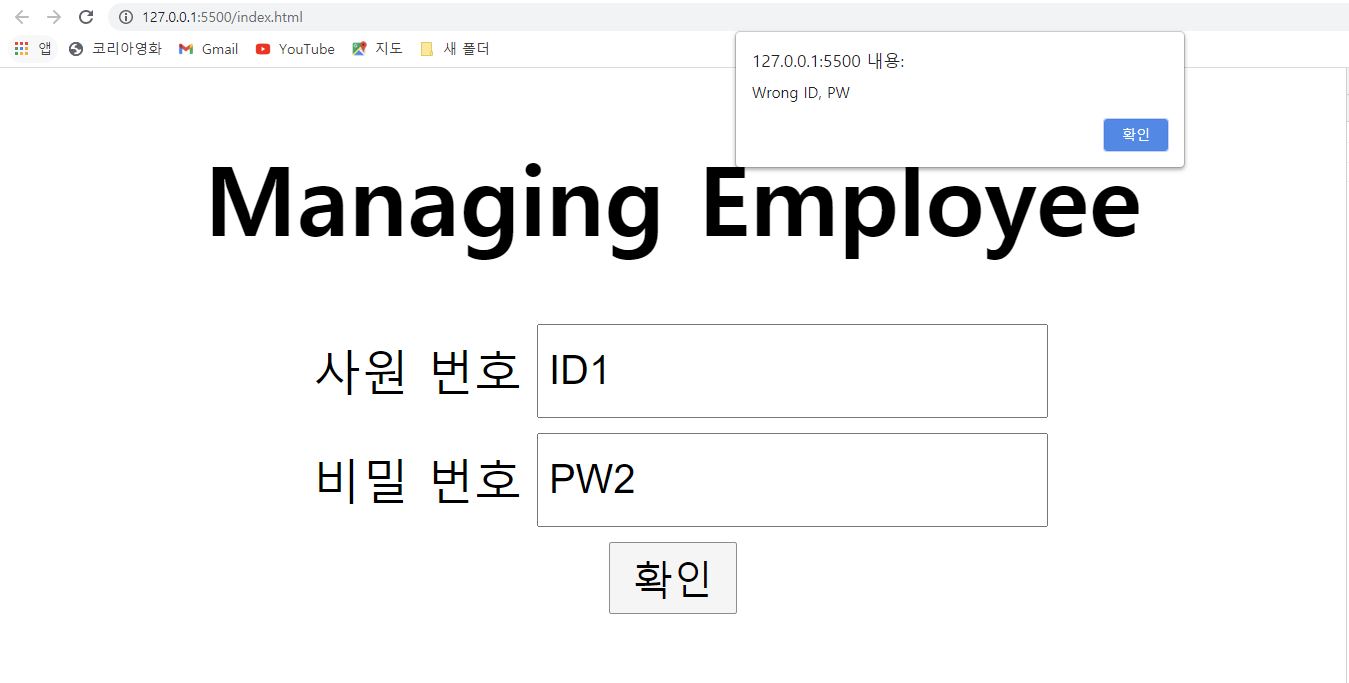 127.0.0.1:5500/index.html
앱 코리아영화 Gmail YouTube 지도 새 폴더
127.0.0.1:5500 내용:
Wrong ID, PW
확인
Managing Employee
사원 번호 ID1
비밀 번호 PW2
확인